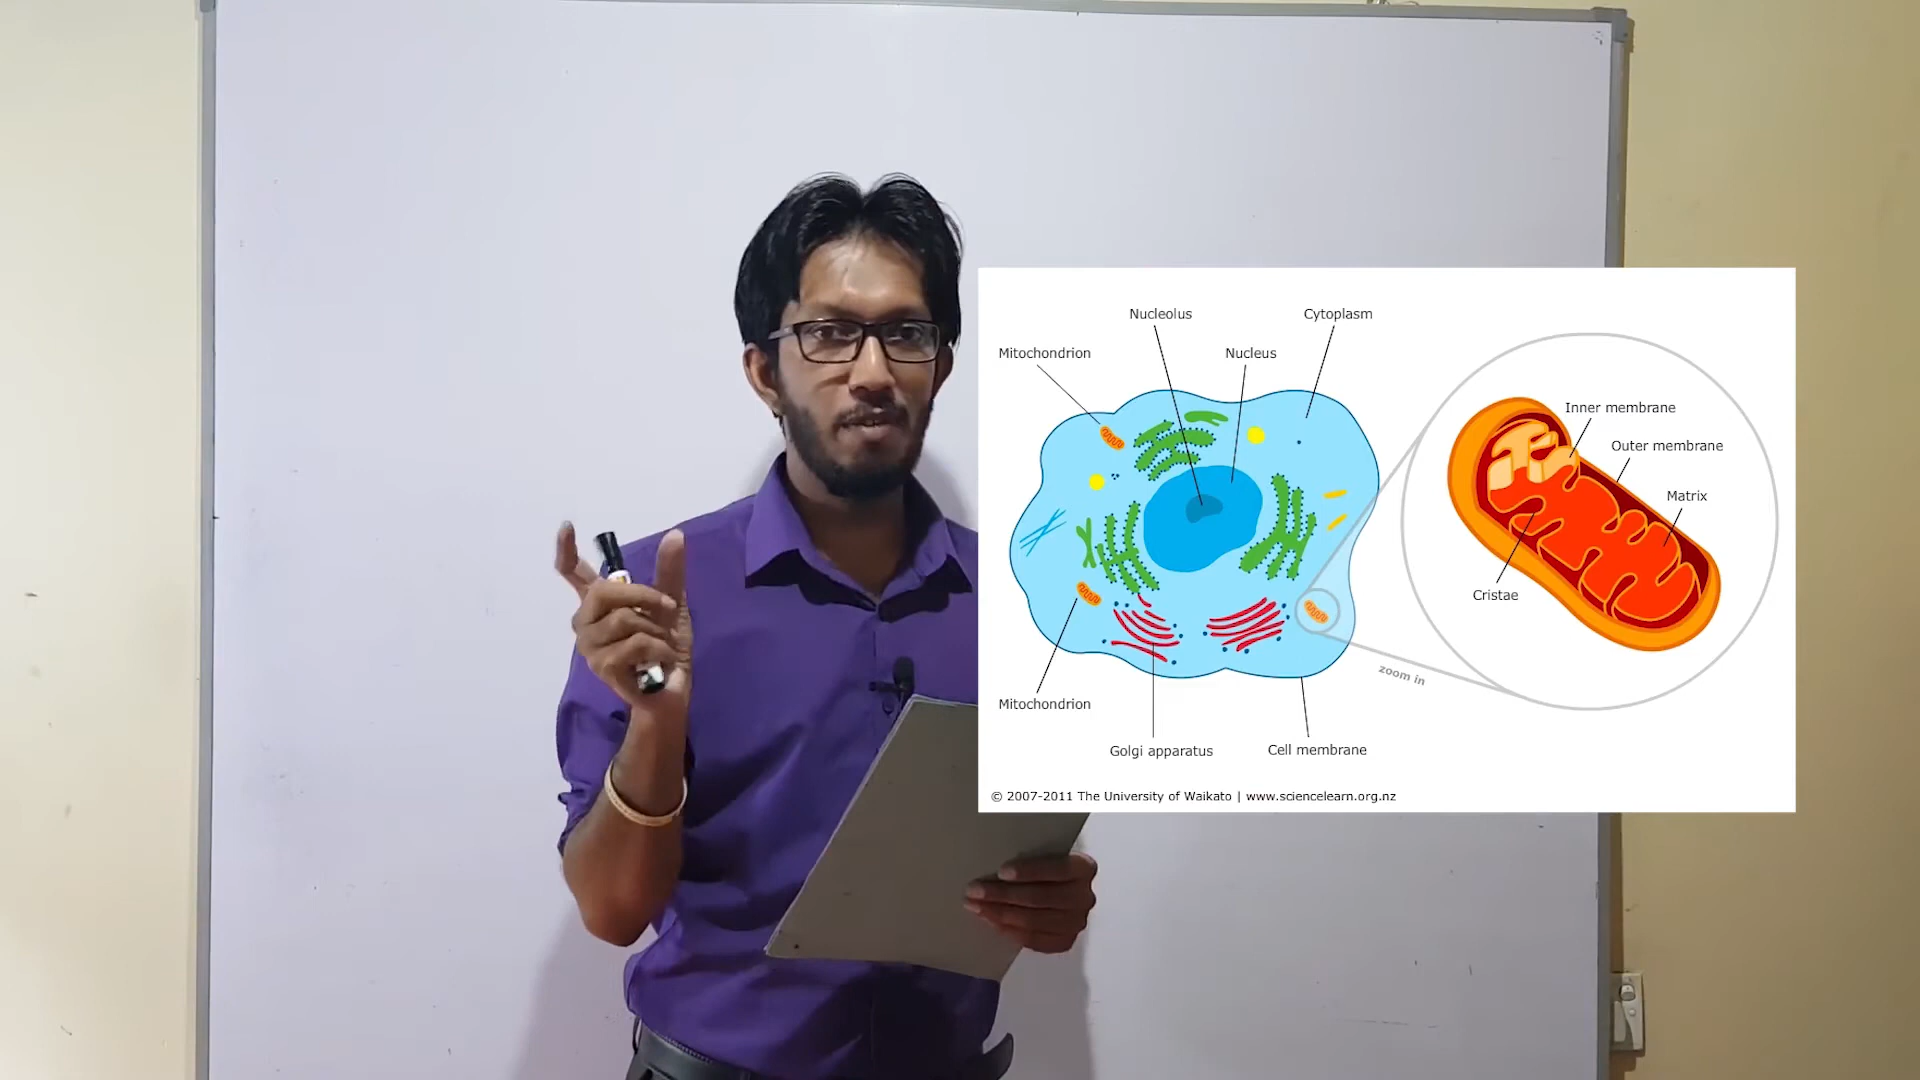 Nucleolus
Cytoplasm
Mitochondrion
Nucleus
Inner membrane
Outer membrane
Matrix
Cristae
zoom in
Mitochondrion
Golgi apparatus
Cell membrane
© 2007-2011 The University of Waikato | www.sciencelearn.org.nz